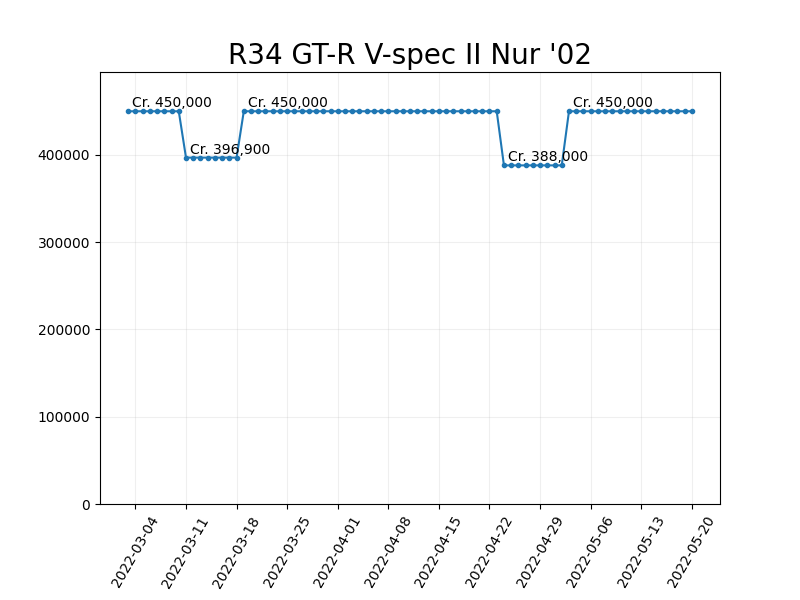 R34 GT-R V-spec II Nur '02
Cr. 450,000
Cr. 396,900
Cr. 450,000
Cr. 388,000
Cr. 450,000
400000
300000
200000
100000
0
2022-03-04
2022-03-11
2022-03-18
2022-03-25
2022-04-01
2022-04-08
2022-04-15
2022-04-22
2022-04-29
2022-05-06
2022-05-13
2022-05-20